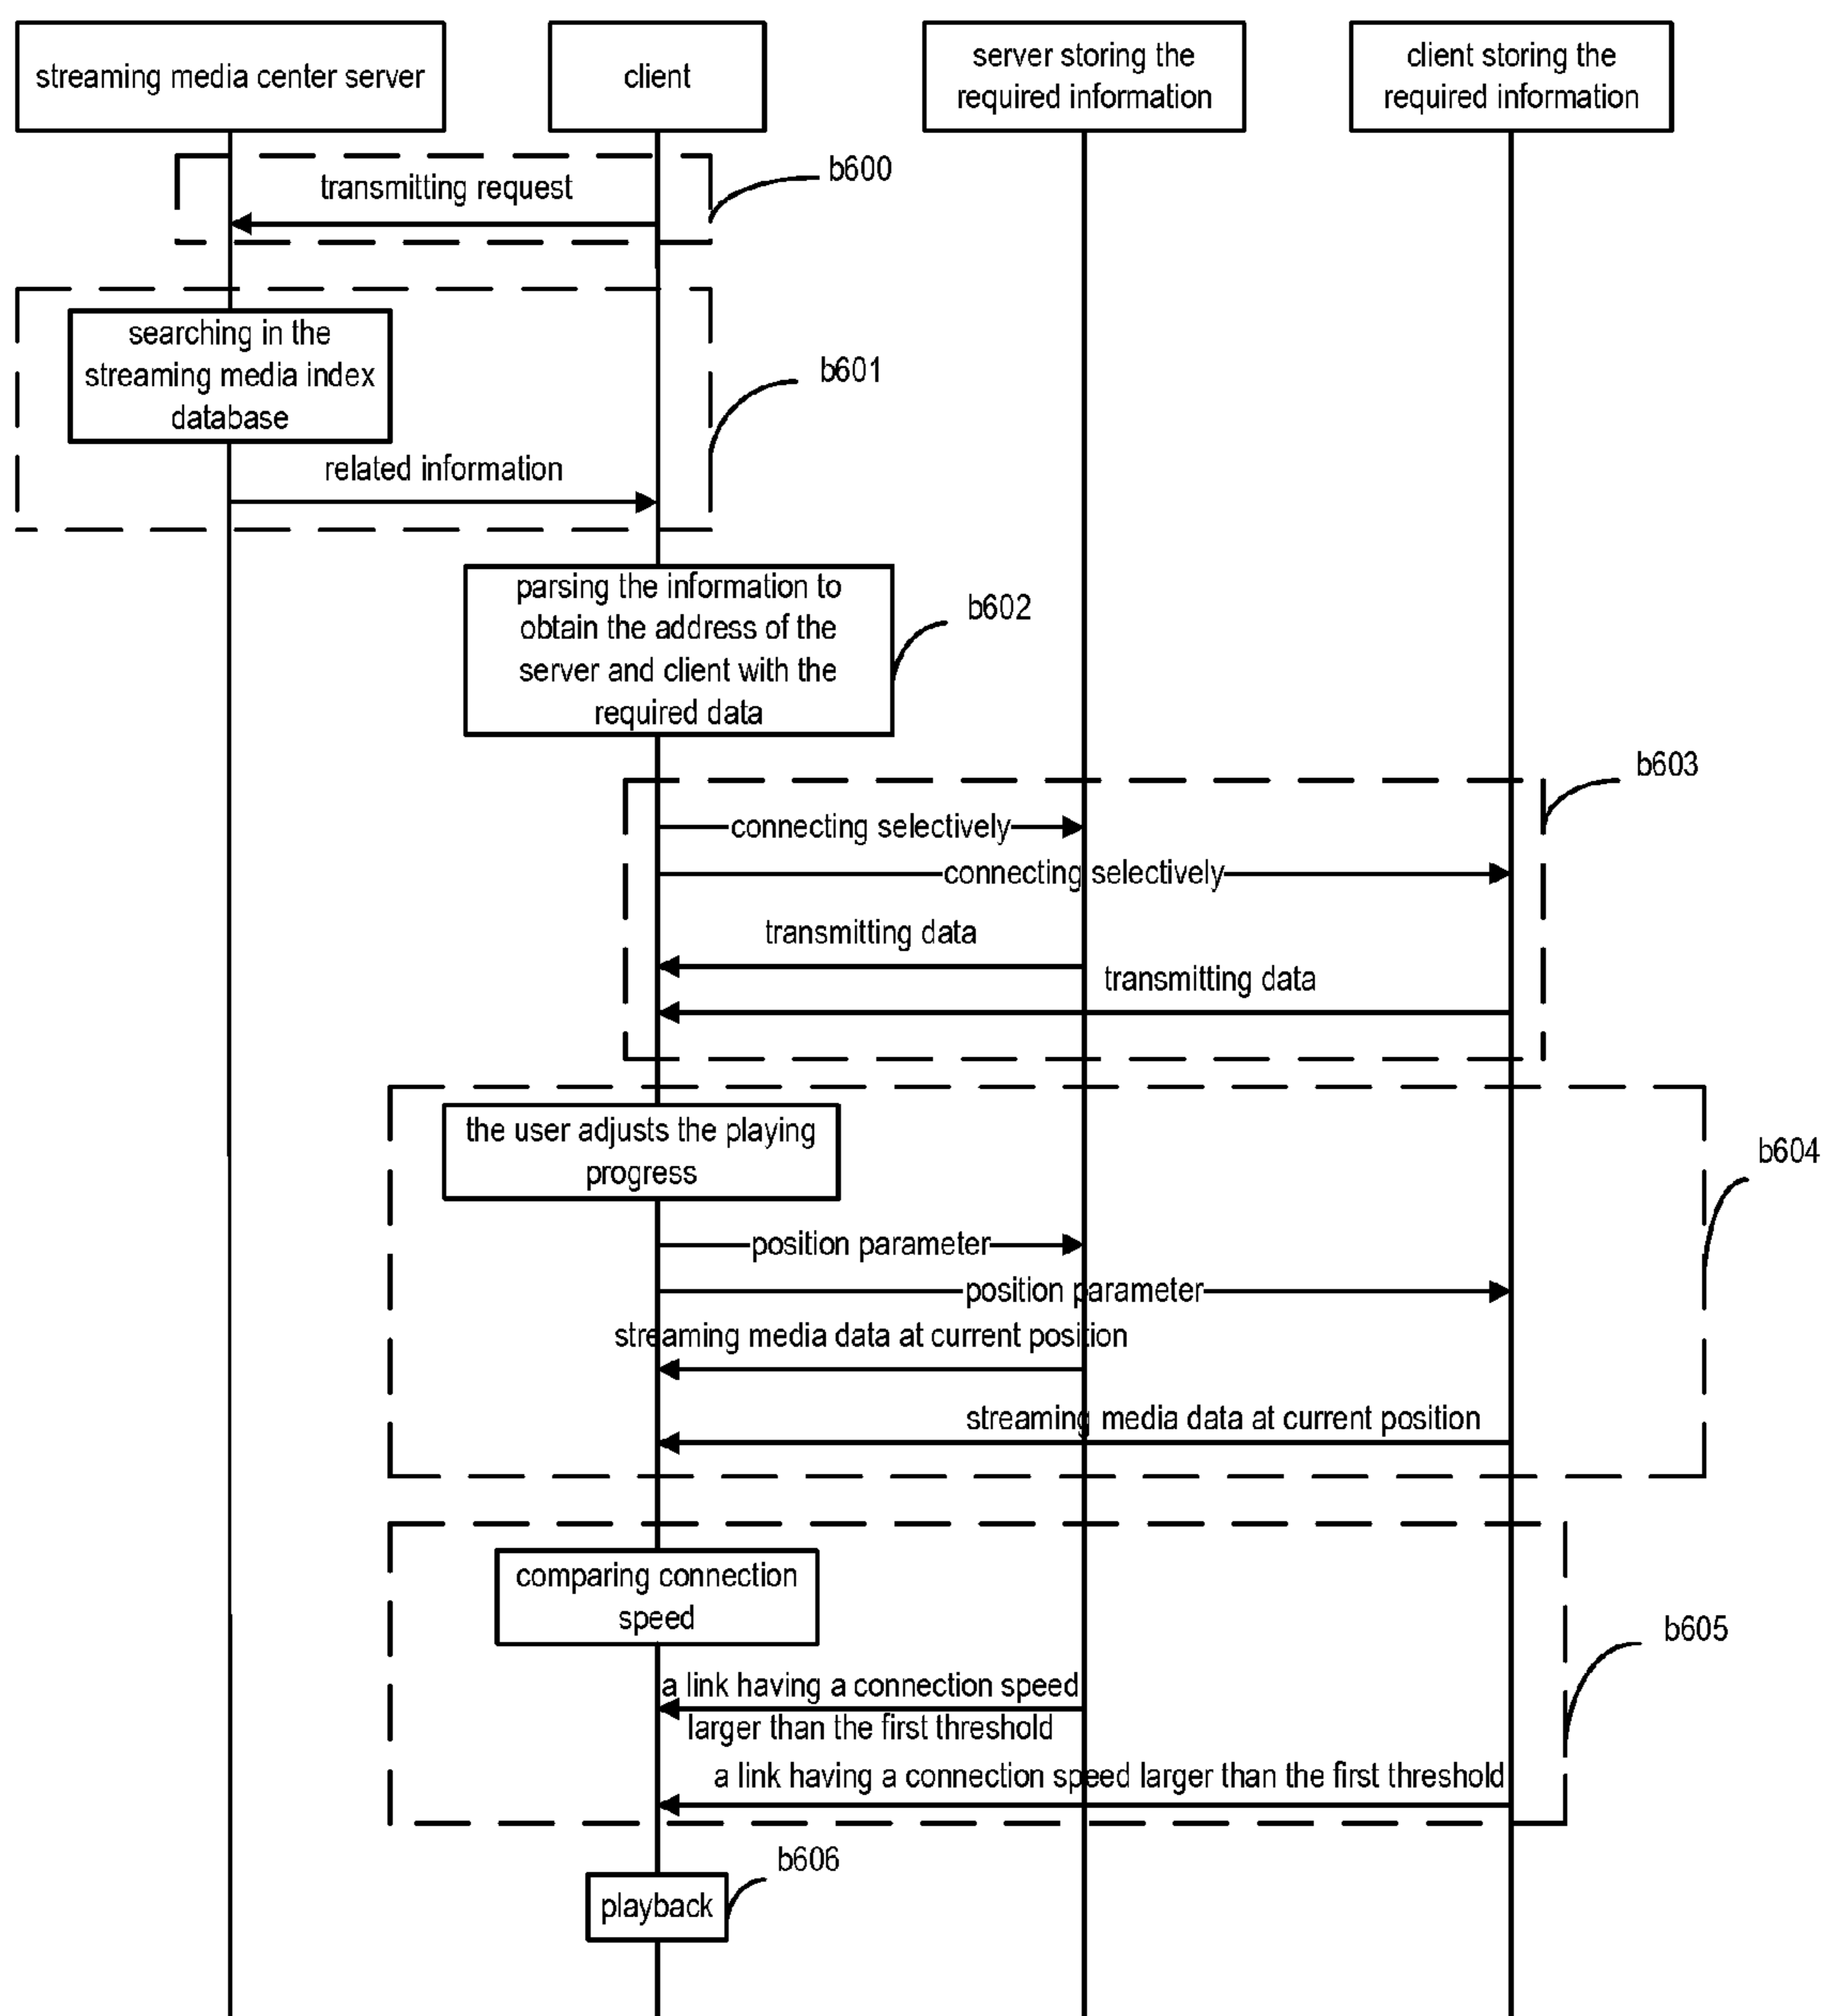 streaming media center server
client
server storing the
required information
client storing the
required information
b600
transmitting request
searching in the
streaming media index
database
b601
related information
parsing the information to
obtain the address of the
server and client with the
required data
b602
b603
connecting selectively
connecting selectively
transmitting data
transmitting data
the user adjusts the playing
progress
b604
position parameter
position parameter
streaming media data at current position
streaming media data at current position
comparing connection
speed
b605
a link having a connection speed
larger than the first threshold
a link having a connection speed larger than the first threshold
b606
playback